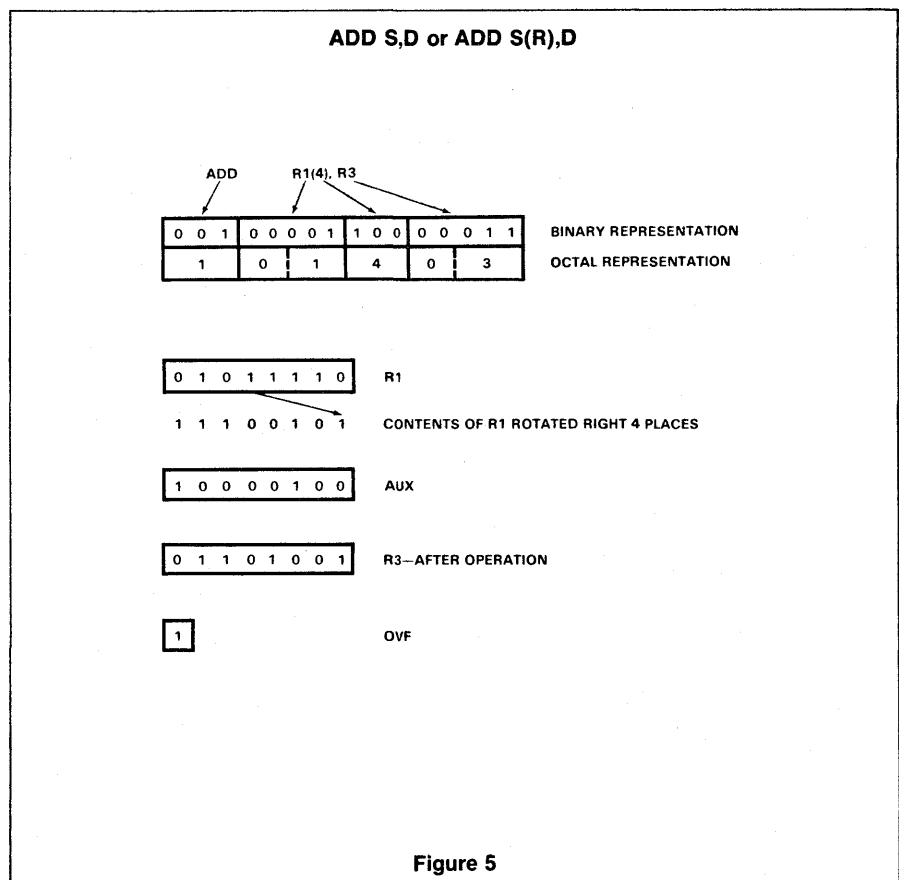 ADD S,D or ADD S(R),D
ADD R1(4), R3
0 0 1 0 0 0 0 1 1 0 0 0 0 0 1 1 BINARY REPRESENTATION
1 0 1 4 0 3 OCTAL REPRESENTATION
0 1 0 1 1 1 1 0 R1
1 1 1 0 0 1 0 1 CONTENTS OF R1 ROTATED RIGHT 4 PLACES
1 0 0 0 0 1 0 0 AUX
0 1 1 0 1 0 0 1 R3—AFTER OPERATION
1 OVF
Figure 5